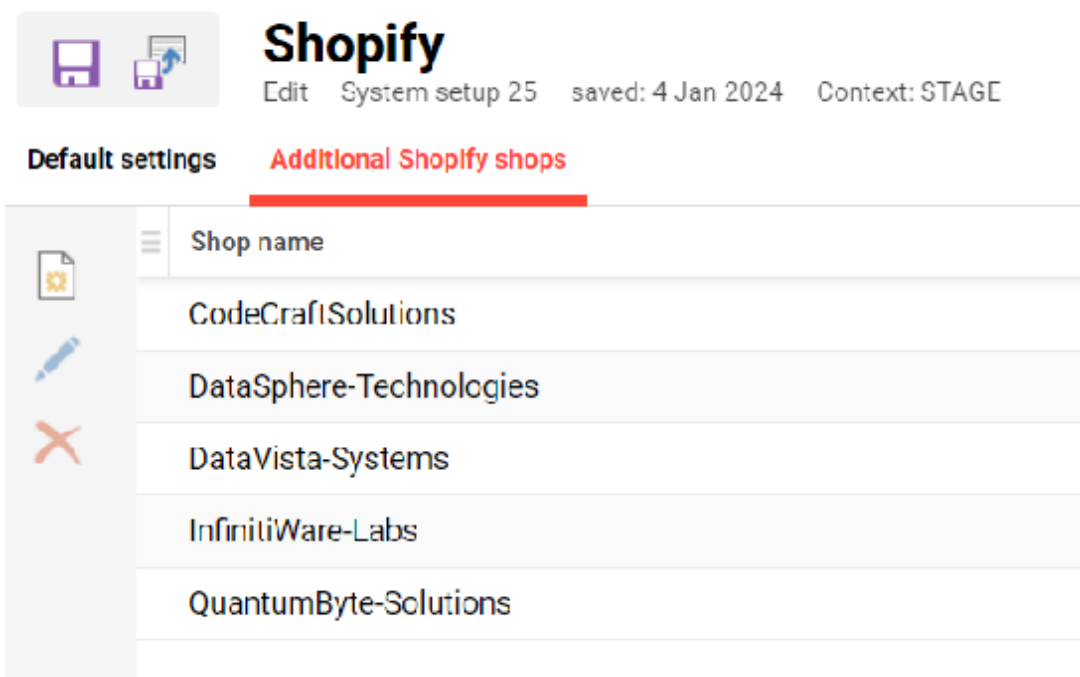 Shopify
Edit System setup 25 saved: 4 Jan 2024 Context: STAGE
Default settings Additional Shopify shops
Shop name
CodeCraftSolutions
DataSphere-Technologies
DataVista-Systems
InfinitiWare-Labs
QuantumByte-Solutions